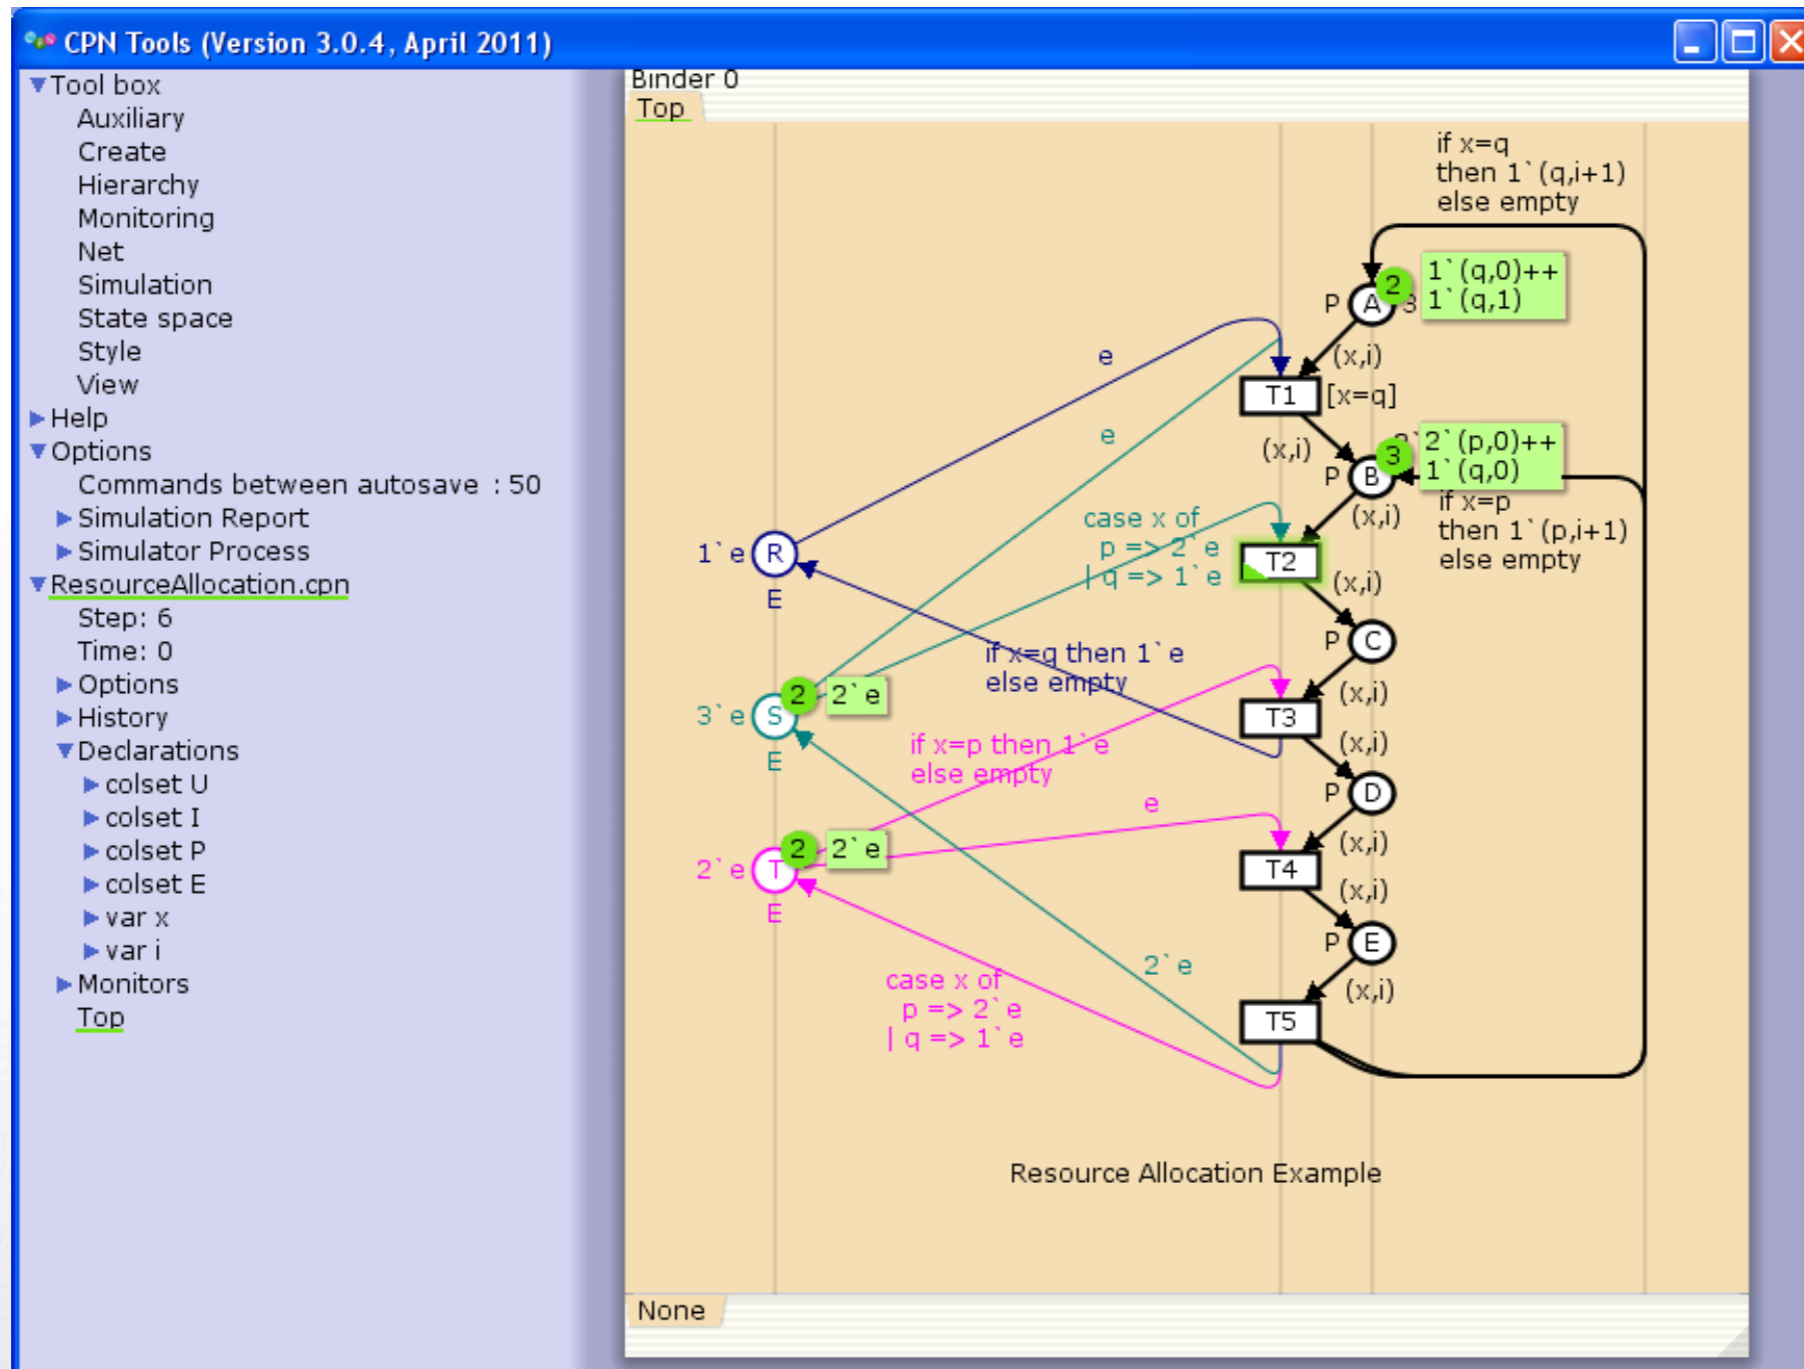 CPN Tools (Version 3.0.4, April 2011)
Tool box
Auxiliary
Create
Hierarchy
Monitoring
Net
Simulation
State space
Style
View
Help
Options
Commands between autosave : 50
Simulation Report
Simulator Process
ResourceAllocation.cpn
Step: 6
Time: 0
Options
History
Declarations
colset U
colset I
colset P
colset E
var x
var i
Monitors
Top
Binder 0
Top
if x=q
then 1`(q,i+1)
else empty
P A 2
1`(q,0)++
1`(q,1)
(x,i)
e
T1 [x=q]
e
(x,i)
P B 3
2`(p,0)++
1`(q,0)
if x=p
then 1`(p,i+1)
else empty
(x,i)
case x of
p => 2`e
| q => 1`e
T2
(x,i)
1`e R
E
P C
if x=q then 1`e
else empty
(x,i)
3`e S 2 2`e
E
T3
if x=p then 1`e
else empty
(x,i)
P D
e
(x,i)
2`e T 2 2`e
E
T4
(x,i)
P E
2`e
(x,i)
case x of
p => 2`e
| q => 1`e
T5
Resource Allocation Example
None